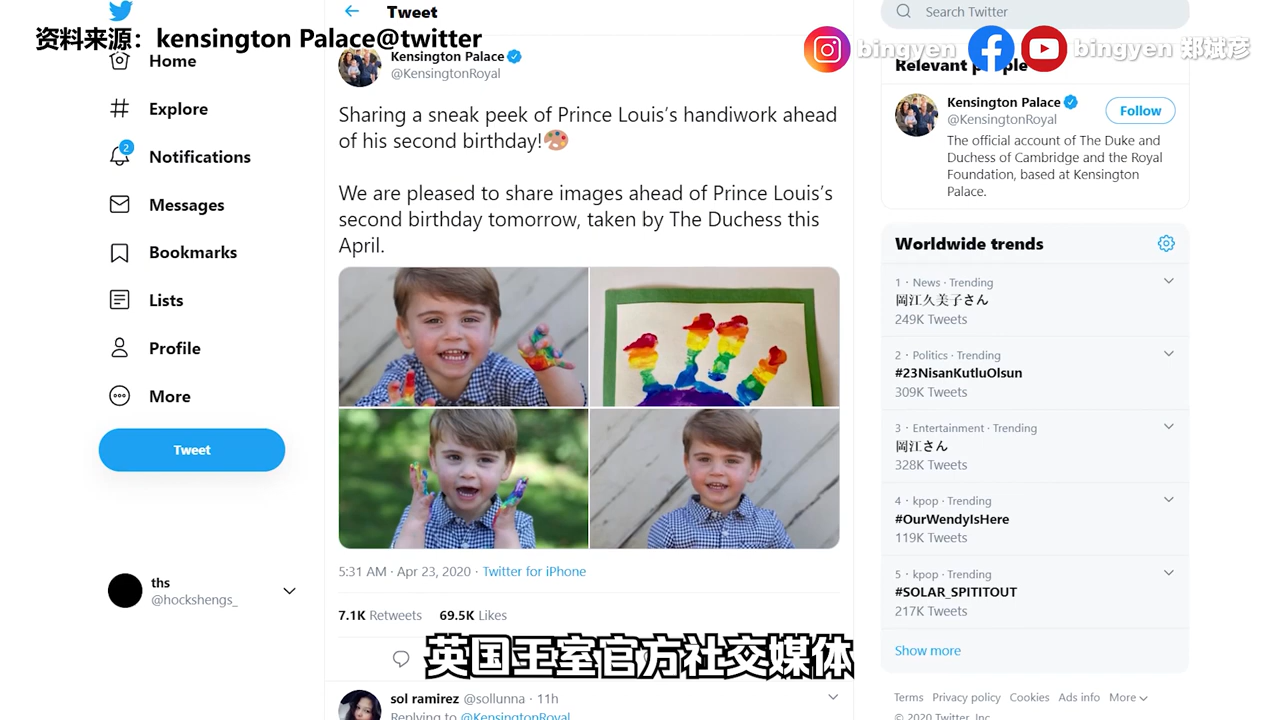 Tweet
Search Twitter
资料来源：kensington Palace@twitter
bingyen
bingyen 郑斌彦
Home
Explore
2
Notifications
Messages
Bookmarks
Lists
Profile
More
Tweet
ths
@hockshengs_
Kensington Palace
@KensingtonRoyal
Sharing a sneak peek of Prince Louis’s handiwork ahead
of his second birthday!🎨
We are pleased to share images ahead of Prince Louis’s
second birthday tomorrow, taken by The Duchess this
April.
5:31 AM · Apr 23, 2020 · Twitter for iPhone
7.1K Retweets 69.5K Likes
英国王室官方社交媒体
sol ramirez @sollunna · 11h
Replying to @KensingtonRoyal
Relevant people
Kensington Palace
@KensingtonRoyal
Follow
The official account of The Duke and
Duchess of Cambridge and the Royal
Foundation, based at Kensington
Palace.
Worldwide trends
1 · News · Trending
岡江久美子さん
249K Tweets
2 · Politics · Trending
#23NisanKutluOlsun
309K Tweets
3 · Entertainment · Trending
岡江さん
328K Tweets
4 · kpop · Trending
#OurWendyIsHere
119K Tweets
5 · kpop · Trending
#SOLAR_SPITITOUT
217K Tweets
Show more
Terms Privacy policy Cookies Ads info More
© 2020 Twitter, Inc.